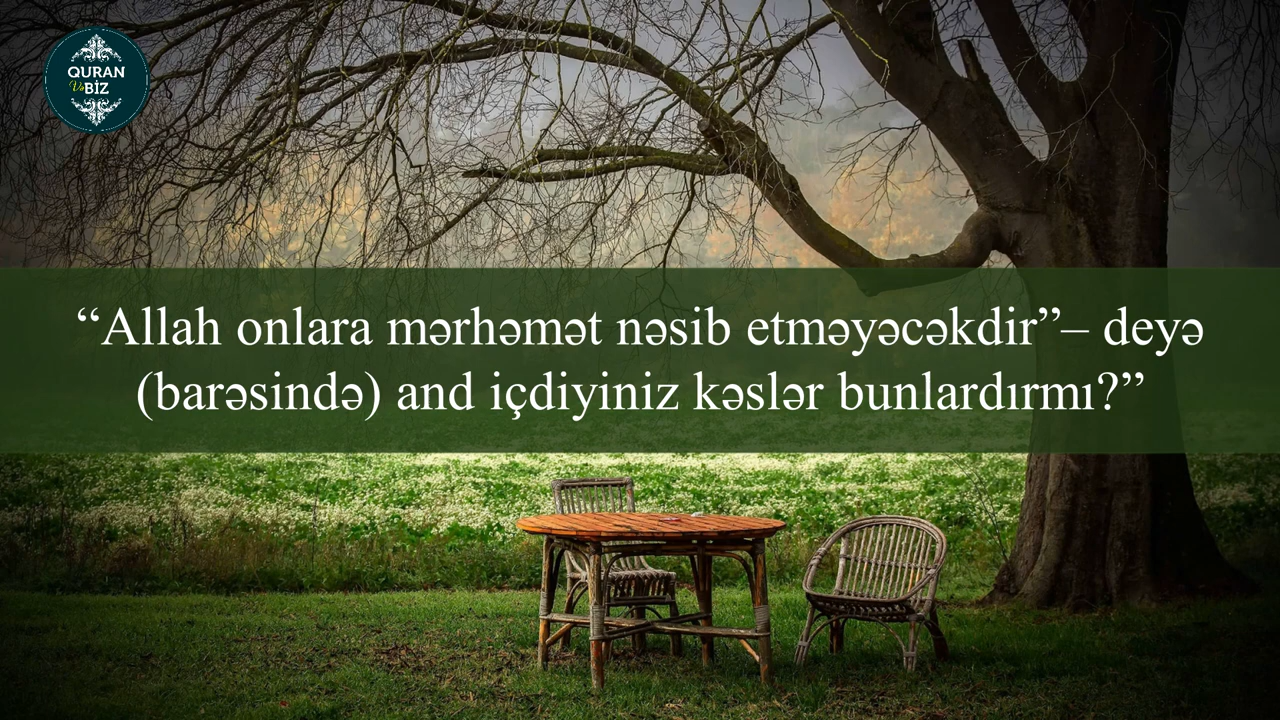 QURAN
Və BİZ
“Allah onlara mərhəmət nəsib etməyəcəkdir”– deyə
(barəsində) and içdiyiniz kəslər bunlardırmı?”